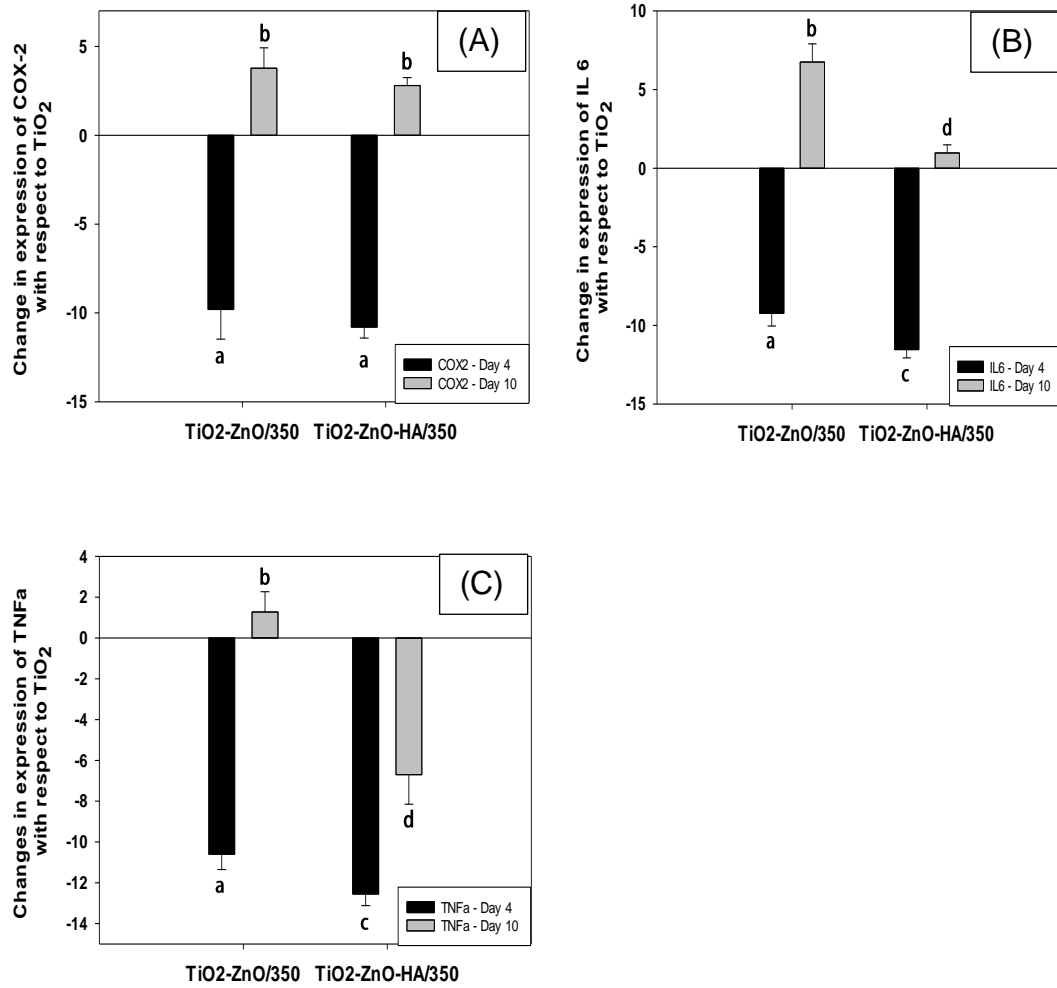 (A)
Change in expression of COX-2
with respect to TiO2
5
0
-5
-10
-15
b
b
a
a
COX2 - Day 4
COX2 - Day 10
TiO2-ZnO/350 TiO2-ZnO-HA/350
(B)
Change in expression of IL 6
with respect to TiO2
10
5
0
-5
-10
-15
b
d
a
c
IL6 - Day 4
IL6 - Day 10
TiO2-ZnO/350 TiO2-ZnO-HA/350
(C)
Changes in expression of TNFa
with respect to TiO2
4
2
0
-2
-4
-6
-8
-10
-12
-14
b
d
a
c
TNFa - Day 4
TNFa - Day 10
TiO2-ZnO/350 TiO2-ZnO-HA/350